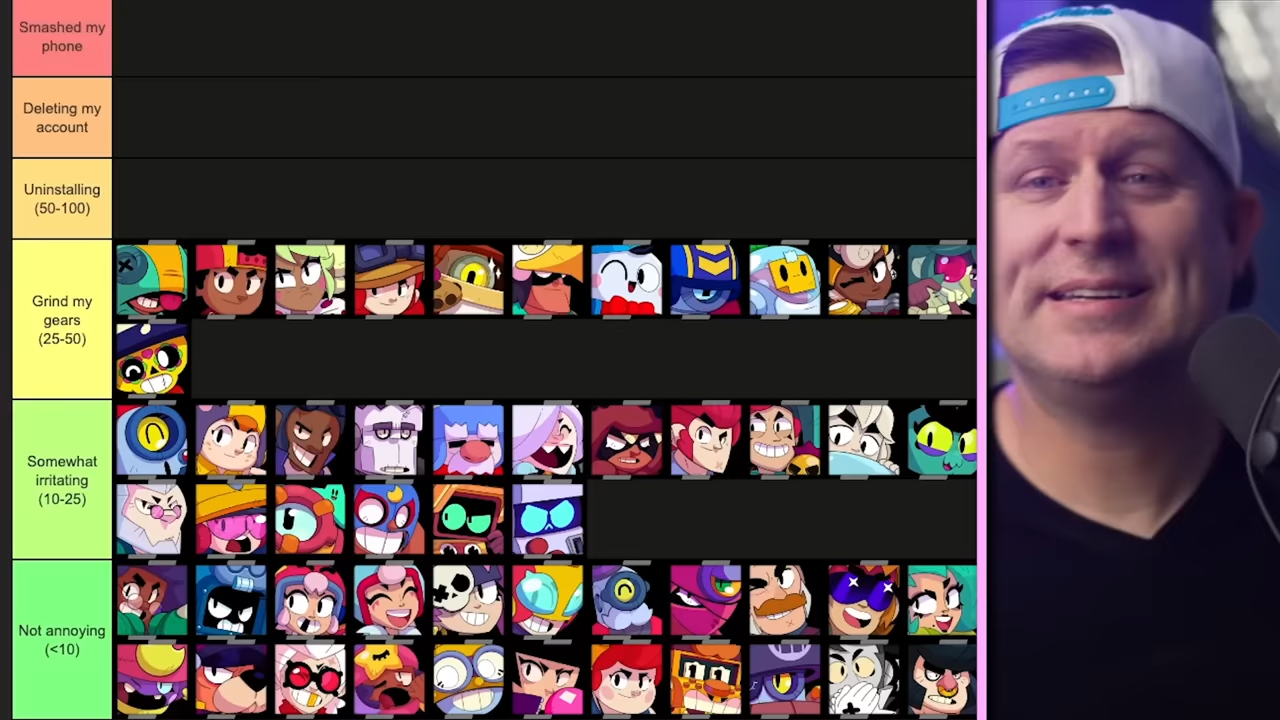 Smashed my
phone
Deleting my
account
Uninstalling
(50-100)
Grind my
gears
(25-50)
Somewhat
irritating
(10-25)
Not annoying
(<10)